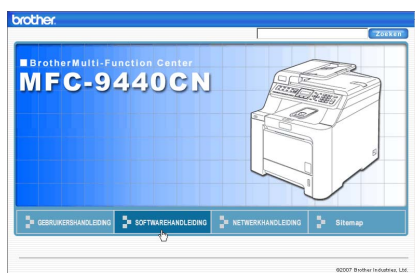 brother.
Zoeken
BrotherMulti-Function Center
MFC-9440CN
GEBRUIKERSHANDLEIDING SOFTWAREHANDLEIDING NETWERKHANDLEIDING Sitemap
©2007 Brother Industries, Ltd.